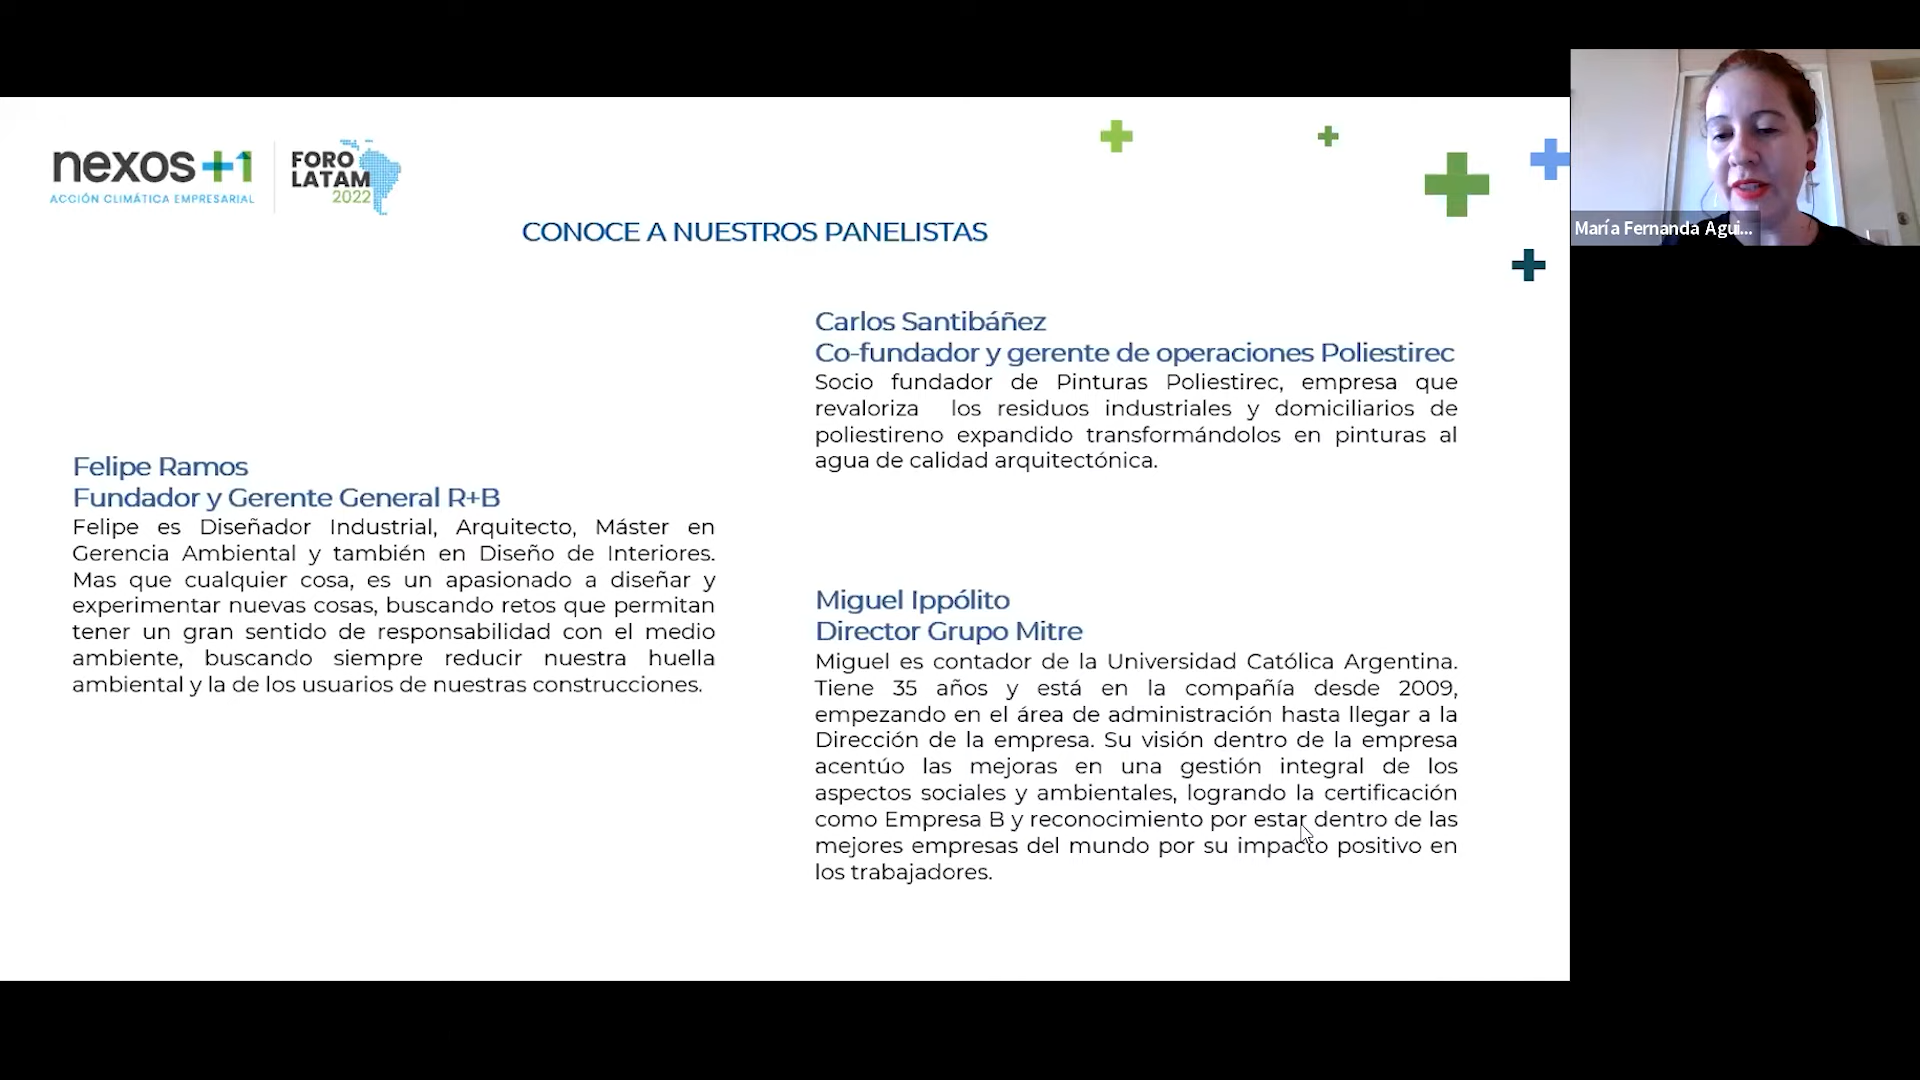 nexos+1
ACCIÓN CLIMÁTICA EMPRESARIAL
FORO
LATAM
2022
CONOCE A NUESTROS PANELISTAS
Felipe Ramos
Fundador y Gerente General R+B
Felipe es Diseñador Industrial, Arquitecto, Máster en
Gerencia Ambiental y también en Diseño de Interiores.
Mas que cualquier cosa, es un apasionado a diseñar y
experimentar nuevas cosas, buscando retos que permitan
tener un gran sentido de responsabilidad con el medio
ambiente, buscando siempre reducir nuestra huella
ambiental y la de los usuarios de nuestras construcciones.
Carlos Santibáñez
Co-fundador y gerente de operaciones Poliestirec
Socio fundador de Pinturas Poliestirec, empresa que
revaloriza los residuos industriales y domiciliarios de
poliestireno expandido transformándolos en pinturas al
agua de calidad arquitectónica.
Miguel Ippólito
Director Grupo Mitre
Miguel es contador de la Universidad Católica Argentina.
Tiene 35 años y está en la compañía desde 2009,
empezando en el área de administración hasta llegar a la
Dirección de la empresa. Su visión dentro de la empresa
acentúo las mejoras en una gestión integral de los
aspectos sociales y ambientales, logrando la certificación
como Empresa B y reconocimiento por estar dentro de las
mejores empresas del mundo por su impacto positivo en
los trabajadores.
María Fernanda Agui...